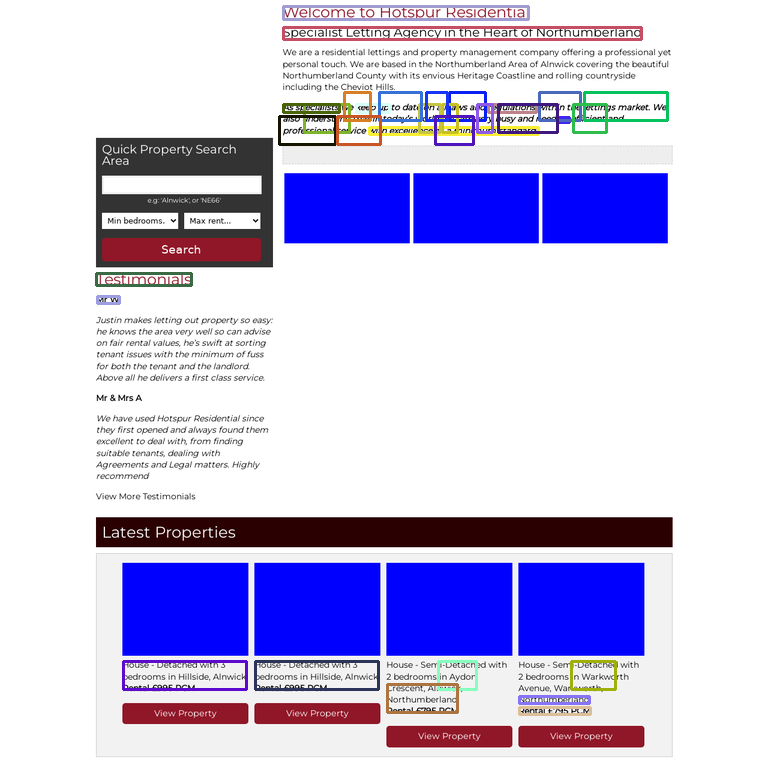 Welcome to Hotspur Residential
Specialist Letting Agency in the Heart of Northumberland
We are a residential lettings and property management company offering a professional yet
personal touch. We are based in the Northumberland Area of Alnwick covering the beautiful
Northumberland County with its envious Heritage Coastline and rolling countryside
including the Cheviot Hills.
As specialists we keep up to date on all laws and regulations within the lettings market. We
also understand in today's world busy and need efficient and
professional service with excellence as a minimum standard.
Quick Property Search
Area
e.g: 'Alnwick', or 'NE66'
Min bedrooms. Max rent...
Search
Testimonials
Mr W
Justin makes letting out property so easy:
he knows the area very well so can advise
on fair rental values, he's swift at sorting
tenant issues with the minimum of fuss
for both the tenant and the landlord.
Above all he delivers a first class service.
Mr & Mrs A
We have used Hotspur Residential since
they first opened and always found them
excellent to deal with, from finding
suitable tenants, dealing with
Agreements and Legal matters. Highly
recommend
View More Testimonials
Latest Properties
House - Detached with 3
bedrooms in Hillside, Alnwick
Rental £995 PCM
View Property
House - Detached with 3
bedrooms in Hillside, Alnwick
Rental £995 PCM
View Property
House - Semi-Detached with
2 bedrooms in Aydon
Crescent, Alnwick,
Northumberland
Rental £795 PCM
View Property
House - Semi-Detached with
2 bedrooms in Warkworth
Avenue, Warkworth,
Northumberland
Rental £795 PCM
View Property